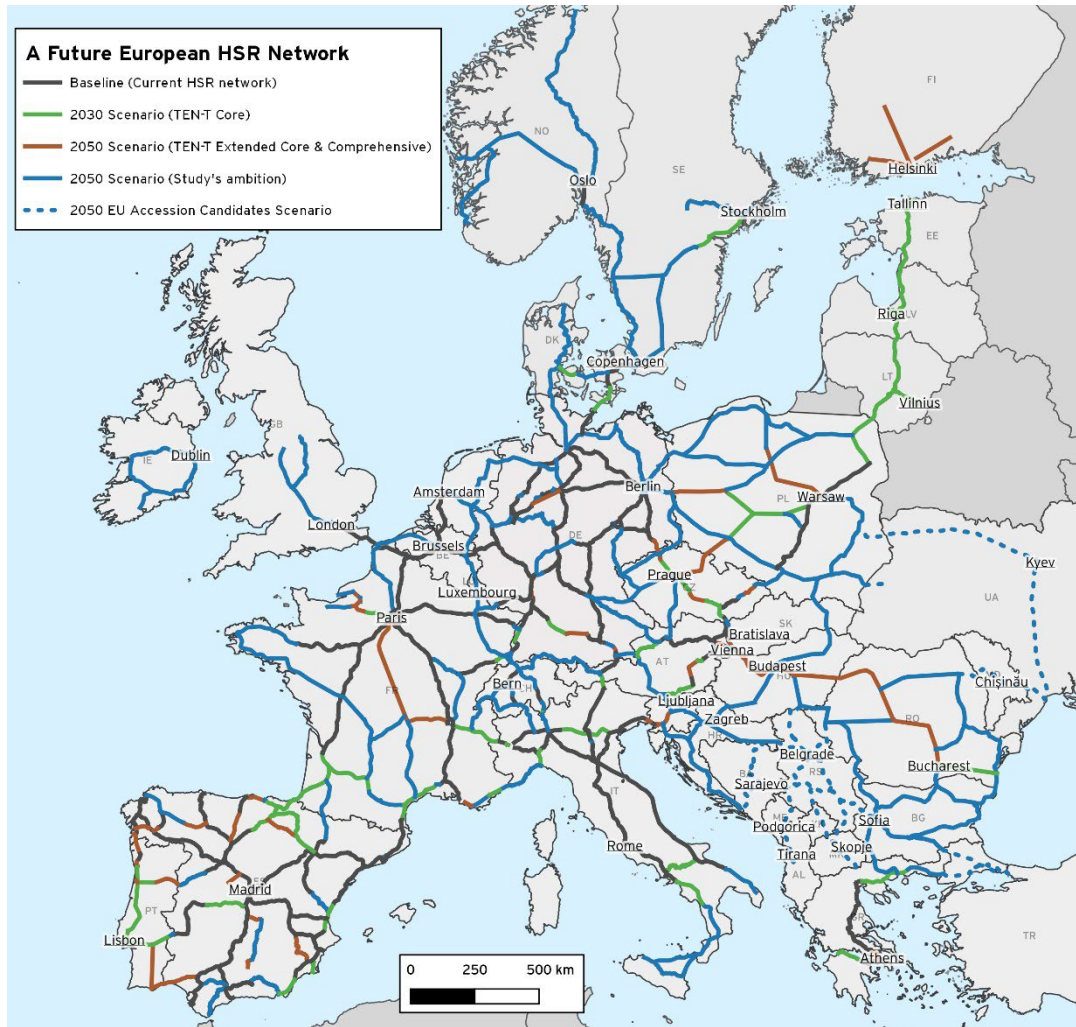 A Future European HSR Network
Baseline (Current HSR network)
2030 Scenario (TEN-T Core)
2050 Scenario (TEN-T Extended Core & Comprehensive)
2050 Scenario (Study's ambition)
2050 EU Accession Candidates Scenario
FI
NO
Oslo
SE
Helsinki
Stockholm
Tallinn
EE
Riga
LV
DK
Copenhagen
LT
Vilnius
GB
IE
Dublin
Amsterdam
Berlin
PL
Warsaw
London
Brussels
BE
DE
Kyev
Prague
CZ
Luxembourg
UA
Paris
SK
Bratislava
Vienna
AT
Budapest
HU
Bern
CH
Chișinău
FR
Ljubljana
Zagreb
HR
RO
Belgrade
Bucharest
BA
RS
Sarajevo
IT
ME
Podgorica
Sofia
BG
Rome
Skopje
MK
Tirana
AL
Madrid
ES
PT
GR
TR
Lisbon
Athens
0 250 500 km